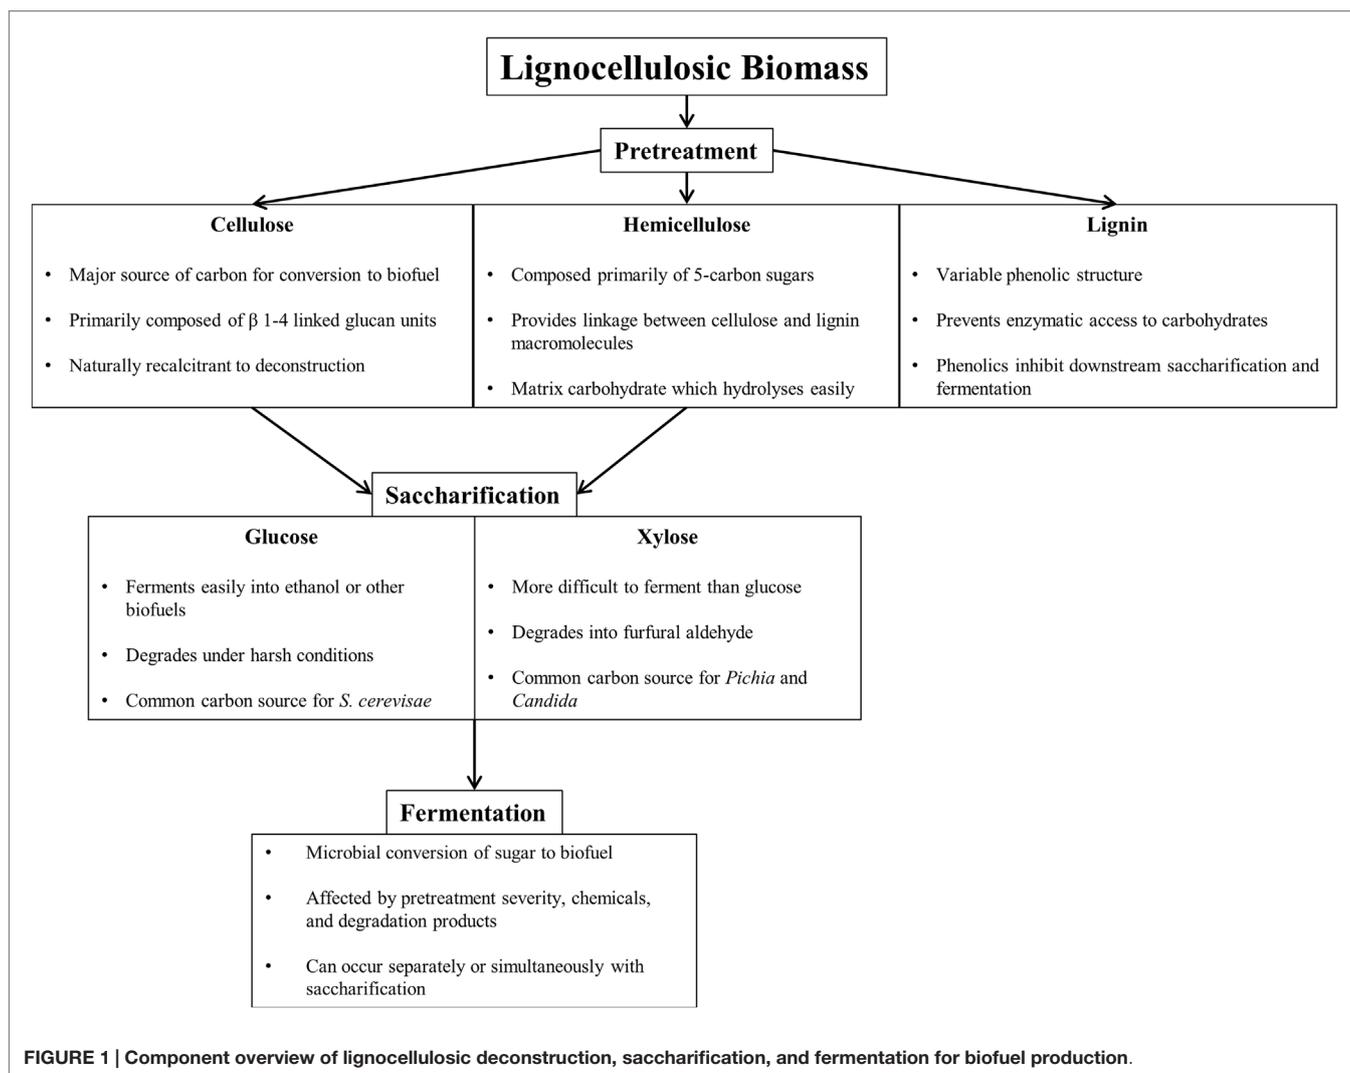 Lignocellulosic Biomass
Pretreatment
Cellulose
• Major source of carbon for conversion to biofuel
• Primarily composed of β 1-4 linked glucan units
• Naturally recalcitrant to deconstruction
Hemicellulose
• Composed primarily of 5-carbon sugars
• Provides linkage between cellulose and lignin
macromolecules
• Matrix carbohydrate which hydrolyses easily
Lignin
• Variable phenolic structure
• Prevents enzymatic access to carbohydrates
• Phenolics inhibit downstream saccharification and
fermentation
Saccharification
Glucose
• Ferments easily into ethanol or other
biofuels
• Degrades under harsh conditions
• Common carbon source for S. cerevisae
Xylose
• More difficult to ferment than glucose
• Degrades into furfural aldehyde
• Common carbon source for Pichia and
Candida
Fermentation
• Microbial conversion of sugar to biofuel
• Affected by pretreatment severity, chemicals,
and degradation products
• Can occur separately or simultaneously with
saccharification
FIGURE 1 | Component overview of lignocellulosic deconstruction, saccharification, and fermentation for biofuel production.